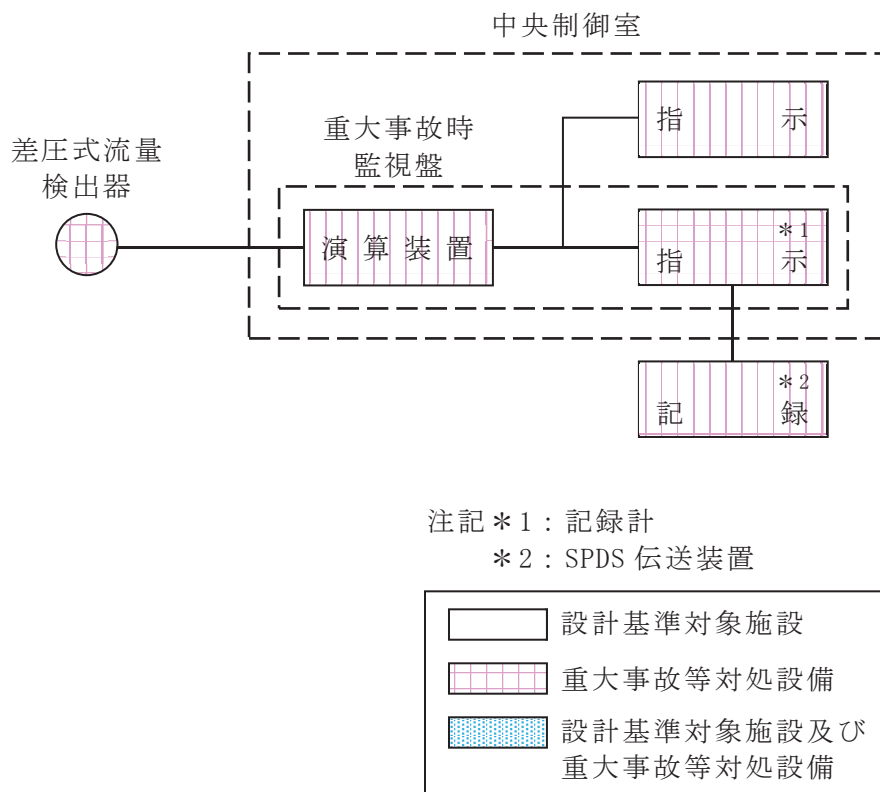 中央制御室
指 示
重大事故時
監視盤
差圧式流量
検出器
演算装置
*1
指 示
*2
記 録
注記*1:記録計
*2:SPDS 伝送装置
設計基準対象施設
重大事故等対処設備
設計基準対象施設及び
重大事故等対処設備